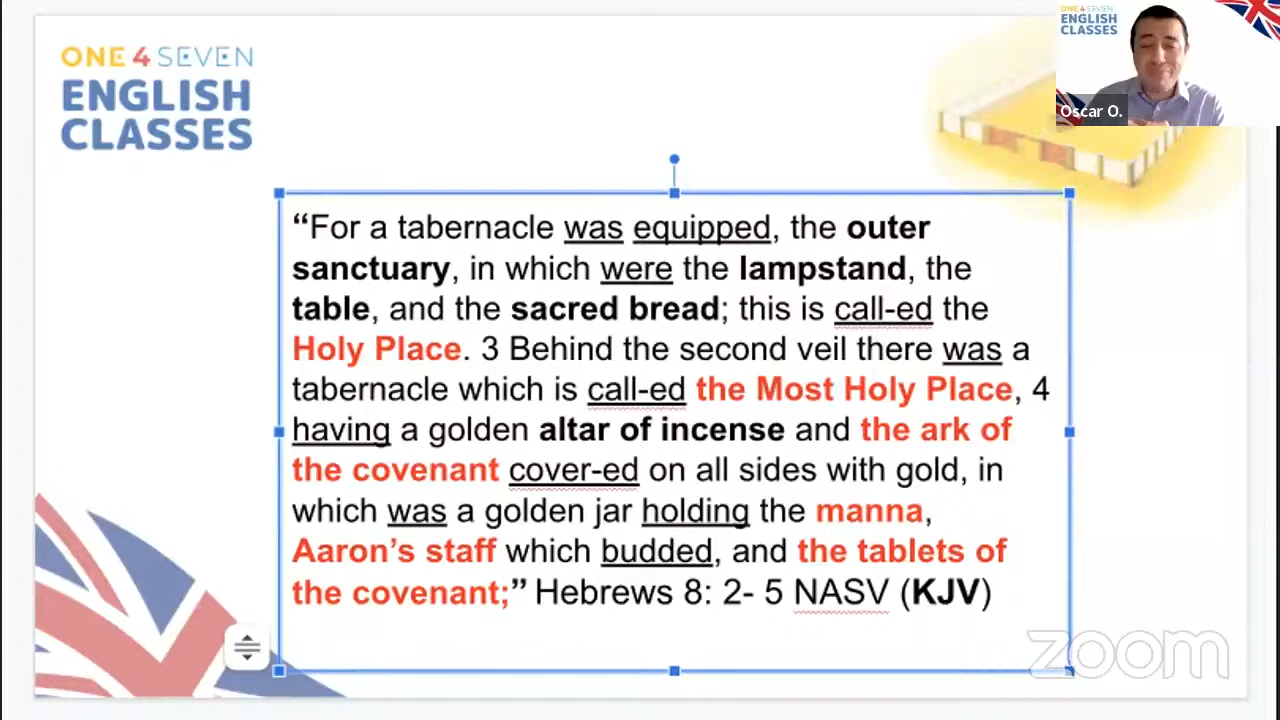 ONE 4 SEVEN
ENGLISH
CLASSES
ONE 4 SEVEN
ENGLISH
CLASSES
Oscar O.
“For a tabernacle was equipped, the outer
sanctuary, in which were the lampstand, the
table, and the sacred bread; this is call-ed the
Holy Place. 3 Behind the second veil there was a
tabernacle which is call-ed the Most Holy Place, 4
having a golden altar of incense and the ark of
the covenant cover-ed on all sides with gold, in
which was a golden jar holding the manna,
Aaron’s staff which budded, and the tablets of
the covenant;” Hebrews 8: 2- 5 NASV (KJV)
zoom